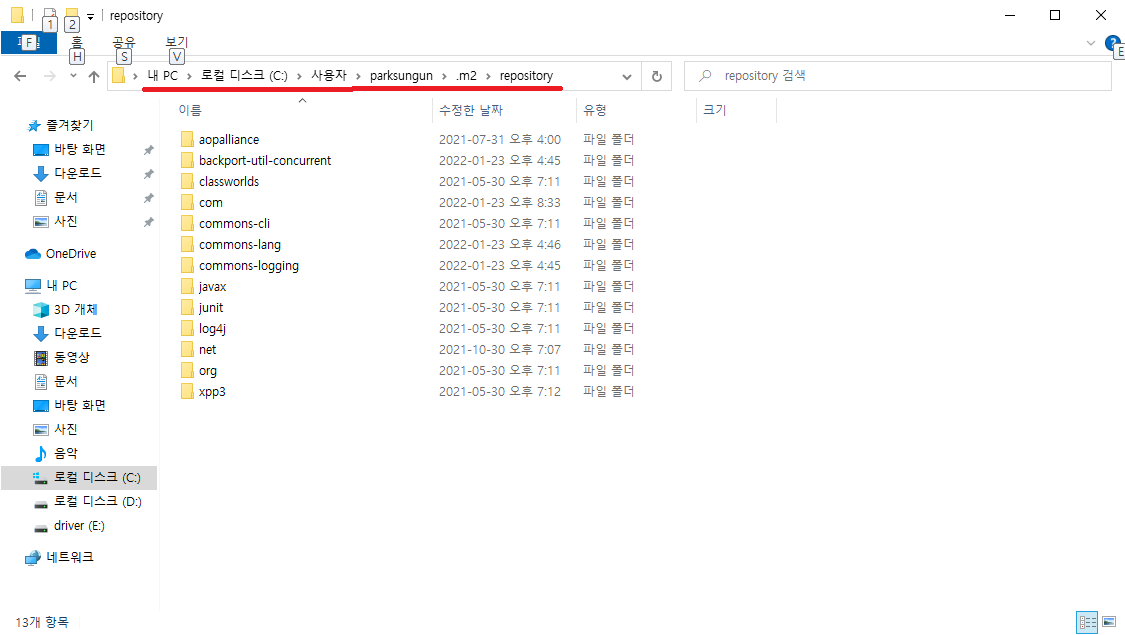 1 2 repository
F 홈 공유 보기
H S V ? E
내 PC 로컬 디스크 (C:) 사용자 parksungun .m2 repository repository 검색
이름 수정한 날짜 유형 크기
즐겨찾기
바탕 화면
다운로드
문서
사진
OneDrive
내 PC
3D 개체
다운로드
동영상
문서
바탕 화면
사진
음악
로컬 디스크 (C:)
로컬 디스크 (D:)
driver (E:)
네트워크
aopalliance 2021-07-31 오후 4:00 파일 폴더
backport-util-concurrent 2022-01-23 오후 4:45 파일 폴더
classworlds 2021-05-30 오후 7:11 파일 폴더
com 2022-01-23 오후 8:33 파일 폴더
commons-cli 2021-05-30 오후 7:11 파일 폴더
commons-lang 2022-01-23 오후 4:46 파일 폴더
commons-logging 2022-01-23 오후 4:45 파일 폴더
javax 2021-05-30 오후 7:11 파일 폴더
junit 2021-05-30 오후 7:11 파일 폴더
log4j 2021-05-30 오후 7:11 파일 폴더
net 2021-10-30 오후 7:07 파일 폴더
org 2021-05-30 오후 7:11 파일 폴더
xpp3 2021-05-30 오후 7:12 파일 폴더
13개 항목